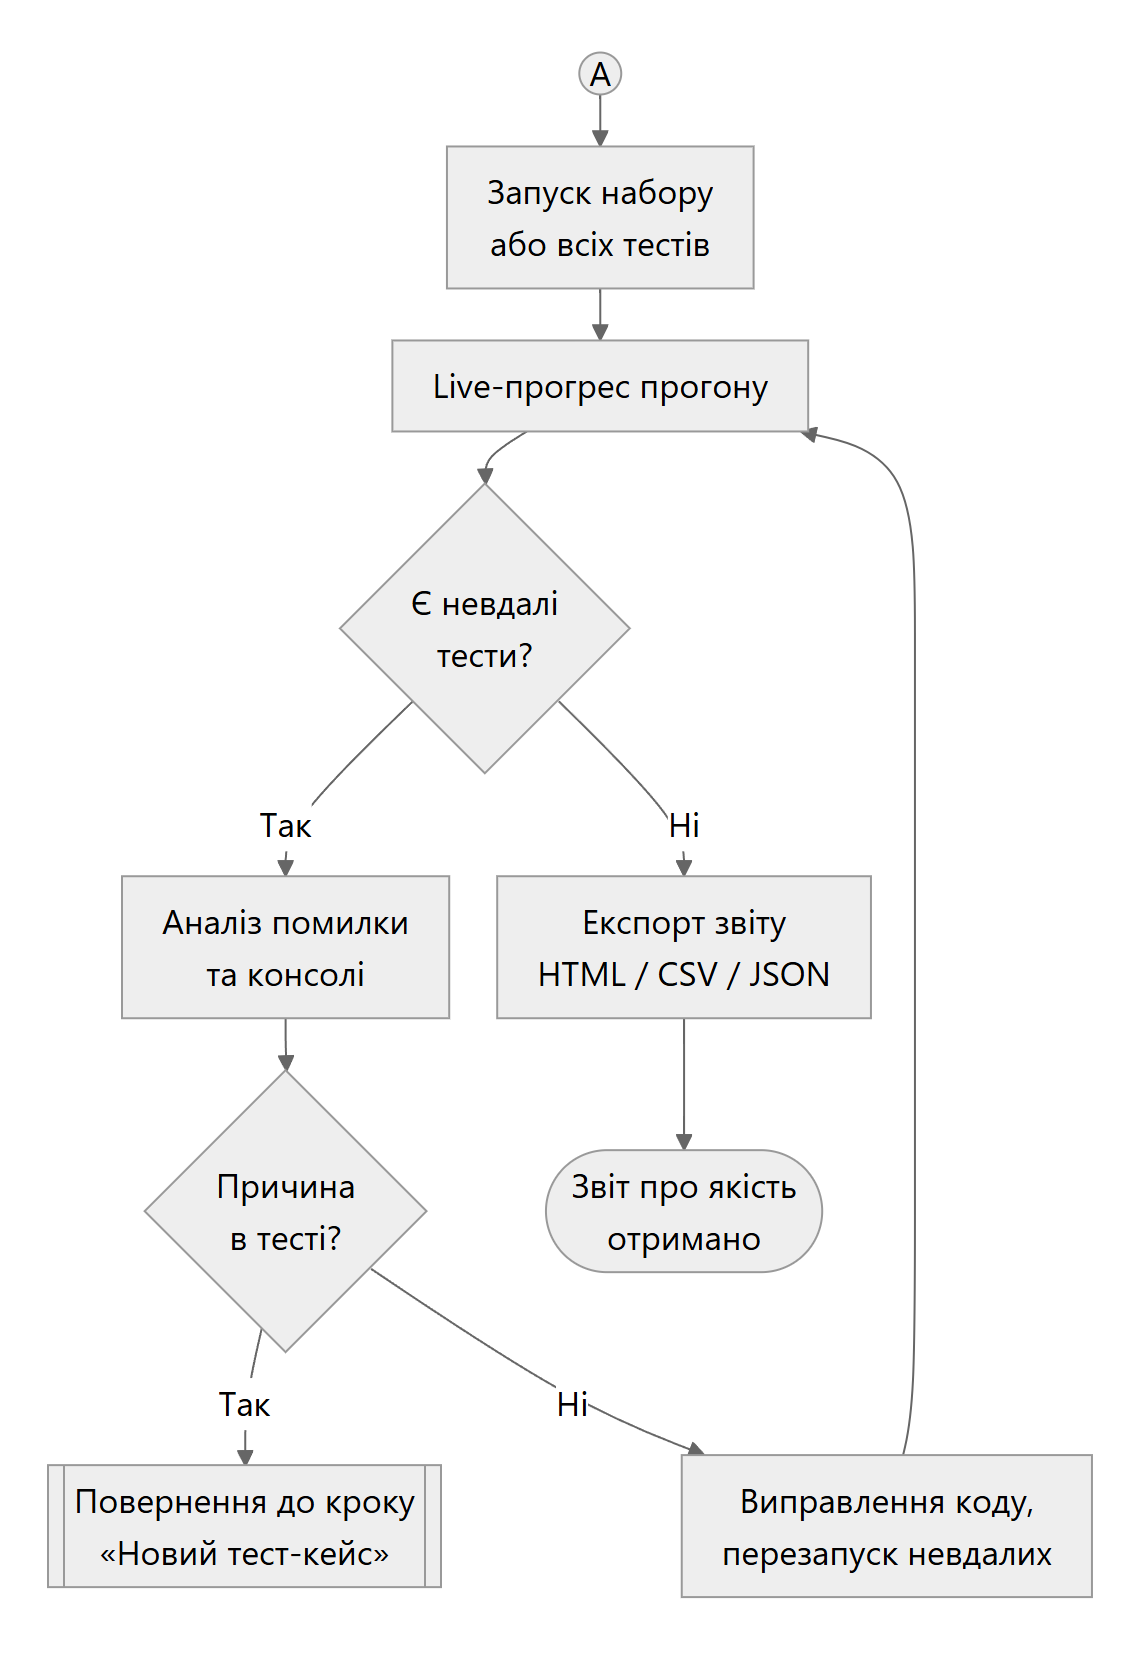 A
Запуск набору
або всіх тестів
Live-прогрес прогону
Є невдалі
тести?
Так
Ні
Аналіз помилки
та консолі
Експорт звіту
HTML / CSV / JSON
Причина
в тесті?
Звіт про якість
отримано
Так
Ні
Повернення до кроку
«Новий тест-кейс»
Виправлення коду,
перезапуск невдалих